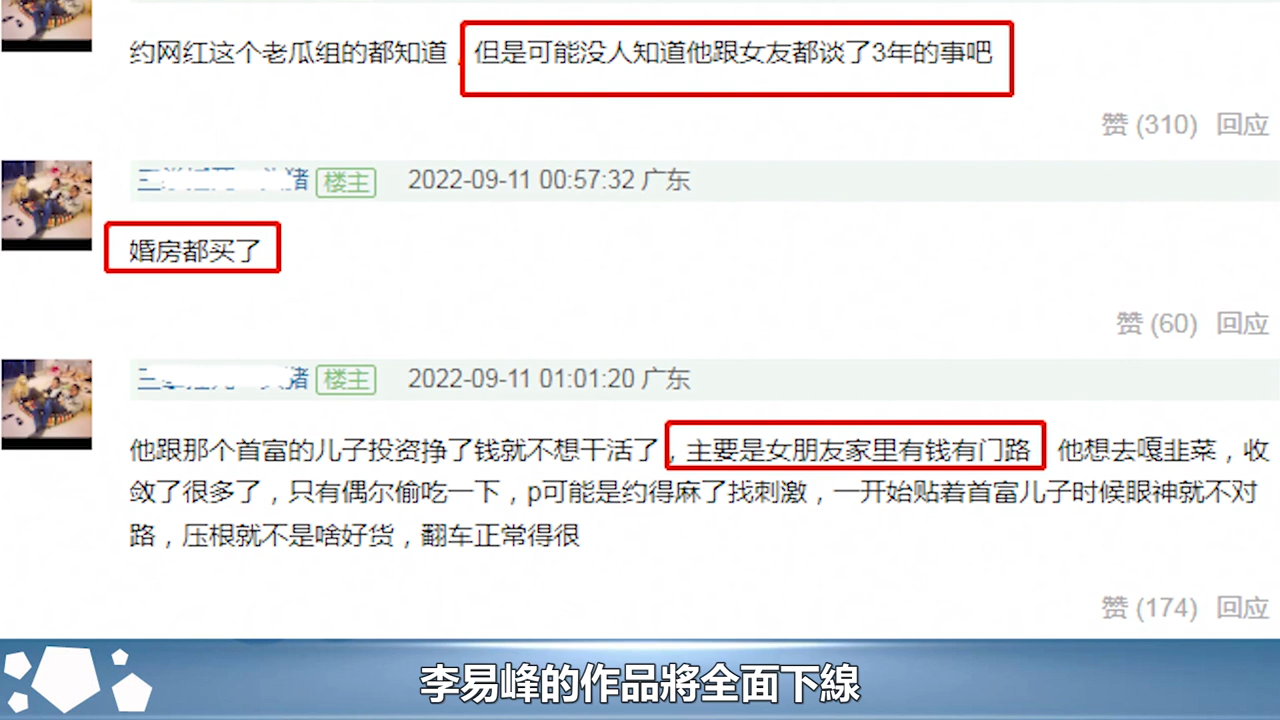 约网红这个老瓜组的都知道,但是可能没人知道他跟女友都谈了3年的事吧
赞 (310) 回应
猪 楼主 2022-09-11 00:57:32 广东
婚房都买了
赞 (60) 回应
猪 楼主 2022-09-11 01:01:20 广东
他跟那个首富的儿子投资挣了钱就不想干活了，主要是女朋友家里有钱有门路 他想去嘎韭菜，收
敛了很多了，只有偶尔偷吃一下，p可能是约得麻了找刺激，一开始贴着首富儿子时候眼神就不对
路，压根就不是啥好货，翻车正常得很
赞 (174) 回应
李易峰的作品將全面下線